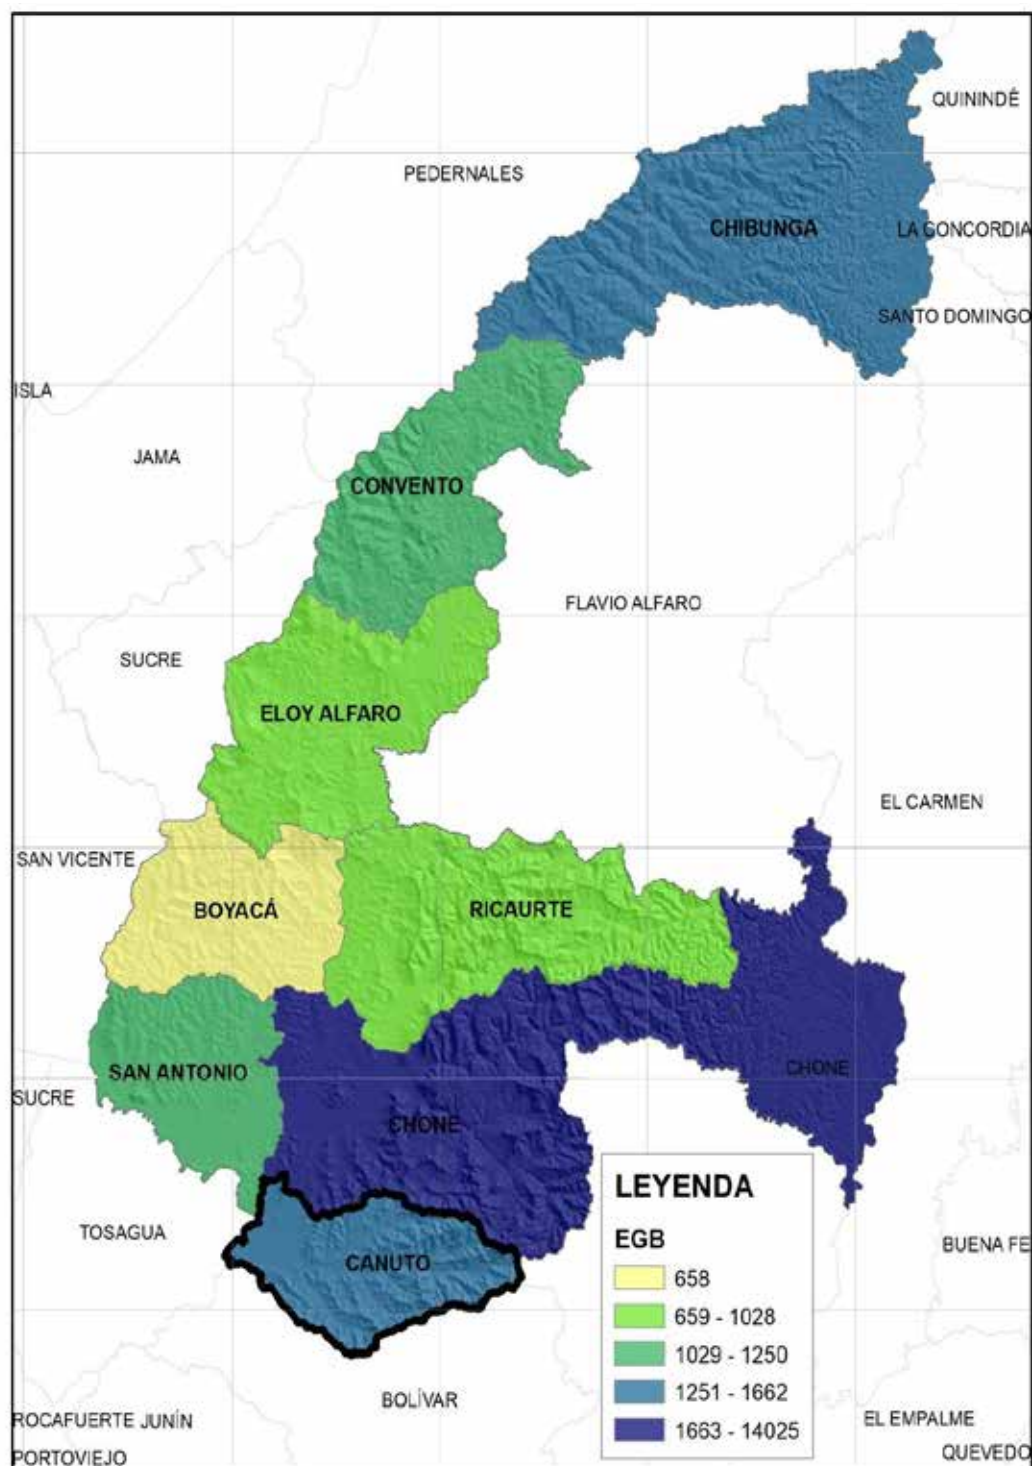 QUININDÉ
PEDERNALES
CHIBUNGA
LA CONCORDIA
SANTO DOMINGO
ISLA
JAMA
CONVENTO
FLAVIO ALFARO
SUCRE
ELOY ALFARO
EL CARMEN
SAN VICENTE
BOYACÁ
RICAURTE
SAN ANTONIO
CHONE
SUCRE
CHONE
LEYENDA
TOSAGUA
EGB
BUENA FE
CANUTO
658
659 - 1028
1029 - 1250
1251 - 1662
1663 - 14025
BOLÍVAR
ROCAFUERTE JUNÍN
EL EMPALME
PORTOVIEJO
QUEVEDO